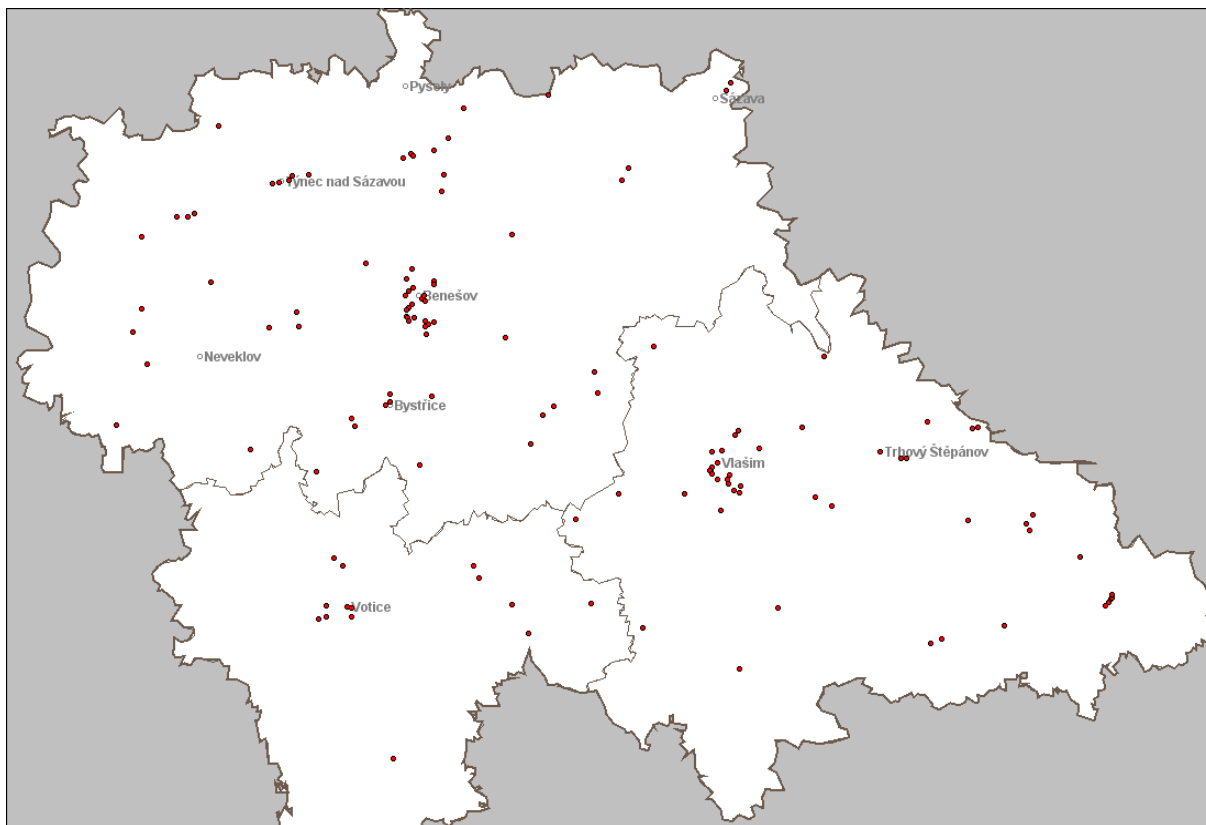 Pyšely
Sázava
Týnec nad Sázavou
Benešov
Neveklov
Bystřice
Trhový Štěpánov
Vlašim
Votice